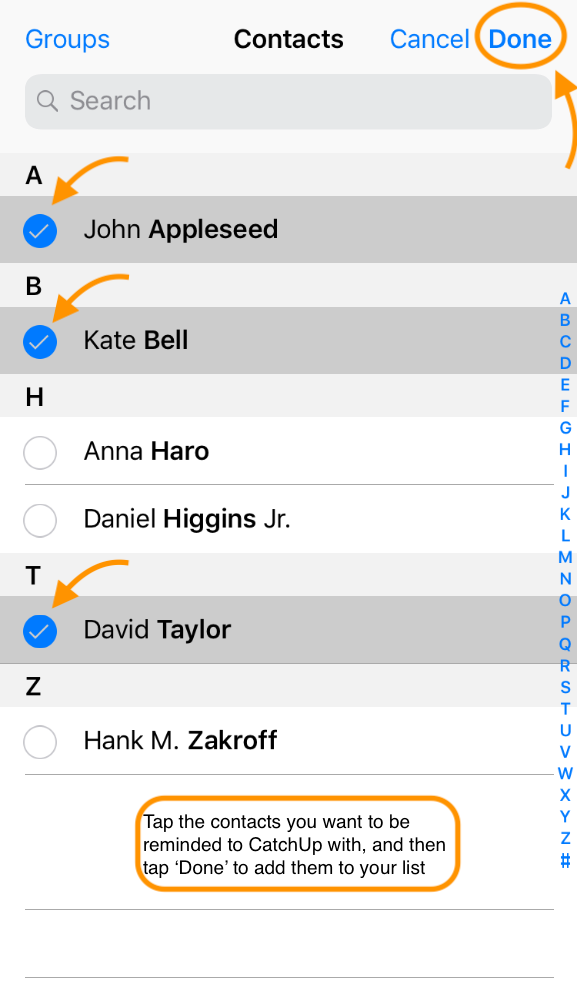 Groups Contacts Cancel Done
Search
A
John Appleseed
B
Kate Bell
H
Anna Haro
Daniel Higgins Jr.
T
David Taylor
Z
Hank M. Zakroff
Tap the contacts you want to be
reminded to CatchUp with, and then
tap ‘Done’ to add them to your list
A
B
C
D
E
F
G
H
I
J
K
L
M
N
O
P
Q
R
S
T
U
V
W
X
Y
Z
#